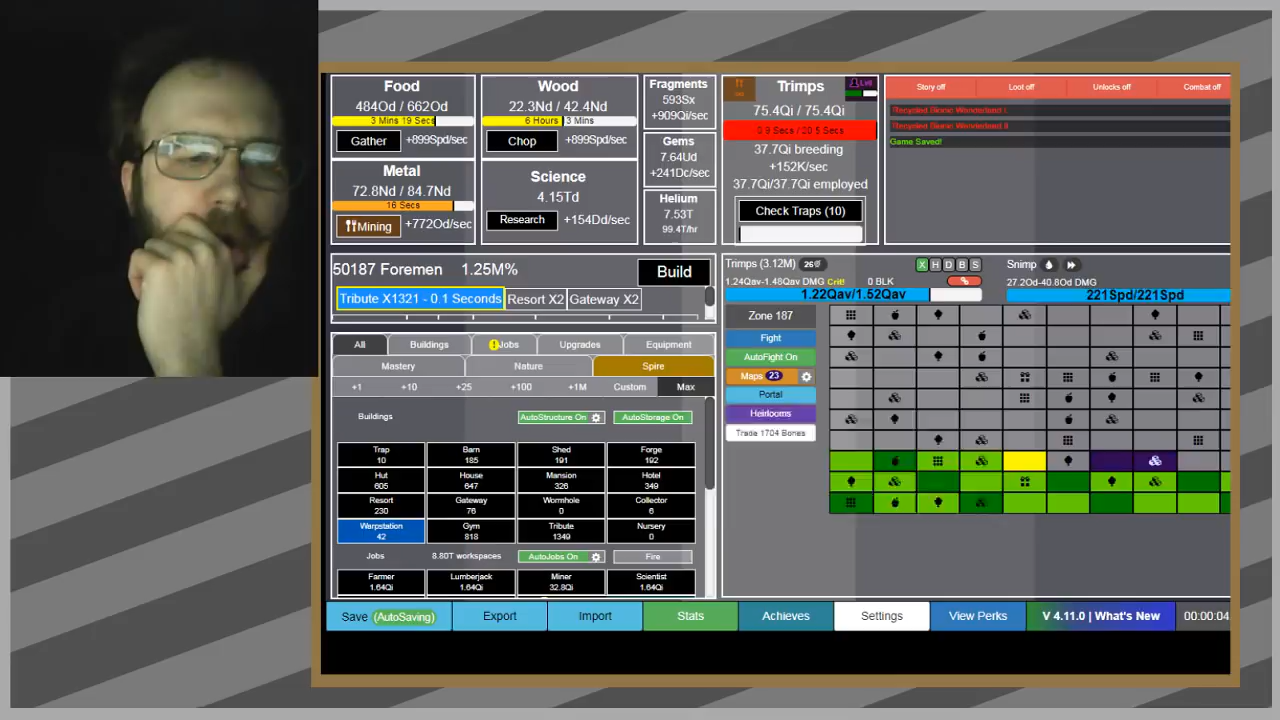 Food
484Od / 662Od
3 Mins 19 Secs
Gather
+899Spd/sec
Wood
22.3Nd / 42.4Nd
6 Hours
3 Mins
Chop
+899Spd/sec
Metal
72.8Nd / 84.7Nd
16 Secs
Mining
+772Od/sec
Science
4.15Td
Research
+154Dd/sec
Fragments
593Sx
+909Qi/sec
Gems
7.64Ud
+241Dc/sec
Helium
7.53T
99.4T/hr
Trimps
75.4Qi / 75.4Qi
0.9 Secs / 20.5 Secs
37.7Qi breeding
+152K/sec
37.7Qi/37.7Qi employed
Check Traps (10)
Story off
Loot off
Unlocks off
Combat off
Recycled Bionic Wonderland I
Recycled Bionic Wonderland II
Game Saved!
50187 Foremen
1.25M%
Build
Tribute X1321 - 0.1 Seconds
Resort X2
Gateway X2
All
Buildings
Jobs
Upgrades
Equipment
Mastery
Nature
Spire
+1
+10
+25
+100
+1M
Custom
Max
Buildings
AutoStructure On
AutoStorage On
Trap
10
Barn
185
Shed
191
Forge
192
Hut
605
House
647
Mansion
326
Hotel
349
Resort
230
Gateway
76
Wormhole
0
Collector
6
Warpstation
42
Gym
818
Tribute
1349
Nursery
0
Jobs
8.80T workspaces
AutoJobs On
Fire
Farmer
1.64Qi
Lumberjack
1.64Qi
Miner
32.8Qi
Scientist
1.64Qi
Trimps (3.12M)
26
X H D B S
1.24Qav-1.48Qav DMG Crit!
0 BLK
1.22Qav/1.52Qav
Snimp
27.2Od-40.8Od DMG
221Spd/221Spd
Zone 187
Fight
AutoFight On
Maps 23
Portal
Heirlooms
Trade 1704 Bones
Save (AutoSaving)
Export
Import
Stats
Achieves
Settings
View Perks
V 4.11.0 | What's New
00:00:04